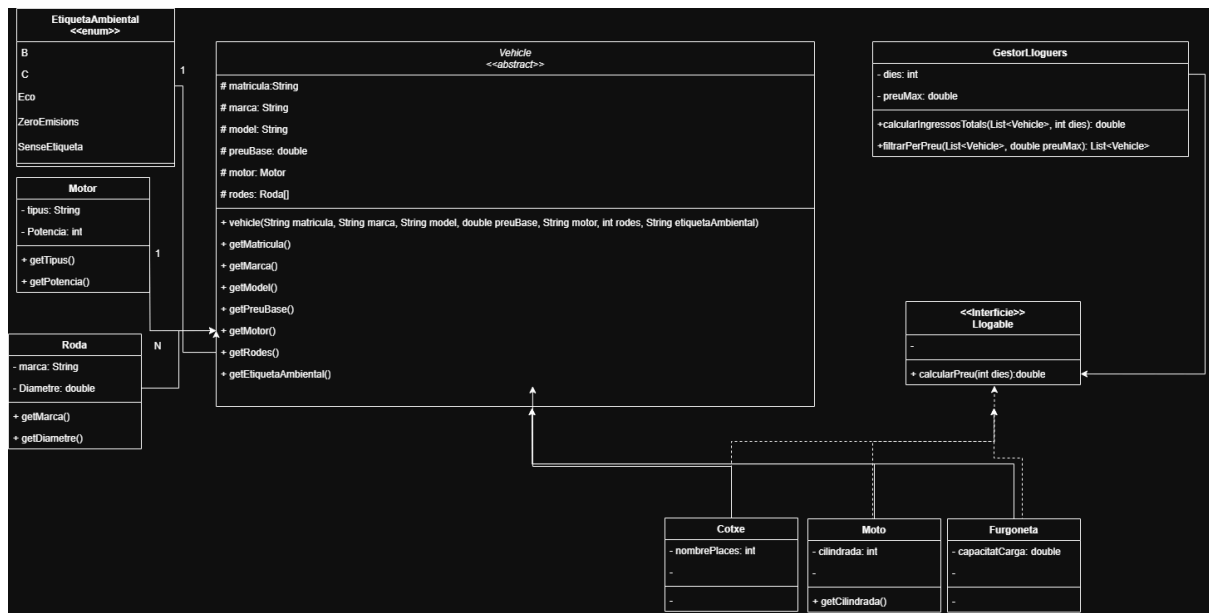 EtiquetaAmbiental
<<enum>>
B
C
Eco
ZeroEmisions
SenseEtiqueta
1
Motor
- tipus: String
- Potencia: int
+ getTipus()
+ getPotencia()
1
Roda
- marca: String
- Diametre: double
+ getMarca()
+ getDiametre()
N
Vehicle
<<abstract>>
# matricula:String
# marca: String
# model: String
# preuBase: double
# motor: Motor
# rodes: Roda[]
+ vehicle(String matricula, String marca, String model, double preuBase, String motor, int rodes, String etiquetaAmbiental)
+ getMatricula()
+ getMarca()
+ getModel()
+ getPreuBase()
+ getMotor()
+ getRodes()
+ getEtiquetaAmbiental()
GestorLloguers
- dies: int
- preuMax: double
+calcularIngressosTotals(List<Vehicle>, int dies): double
+filtrarPerPreu(List<Vehicle>, double preuMax): List<Vehicle>
<<Interficie>>
Llogable
-
+ calcularPreu(int dies):double
Cotxe
- nombrePlaces: int
-
-
Moto
- cilindrada: int
-
+ getCilindrada()
Furgoneta
- capacitatCarga: double
-
-